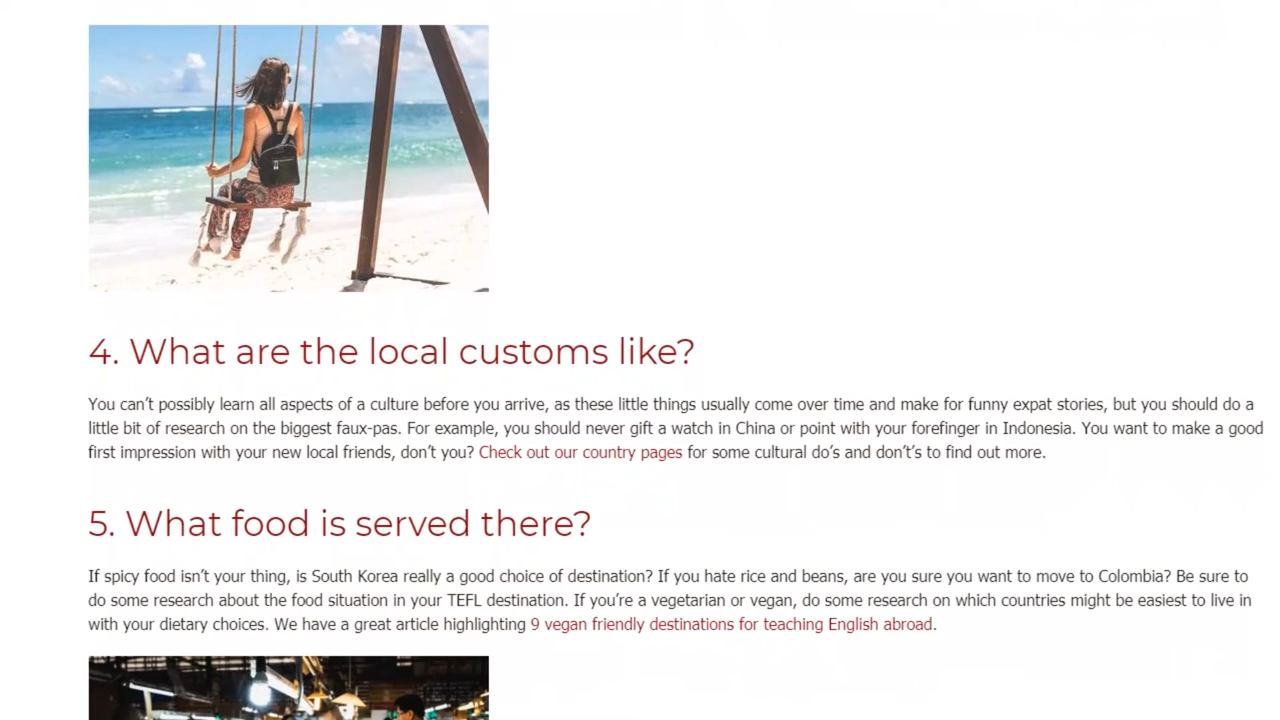 4. What are the local customs like?
You can’t possibly learn all aspects of a culture before you arrive, as these little things usually come over time and make for funny expat stories, but you should do a
little bit of research on the biggest faux-pas. For example, you should never gift a watch in China or point with your forefinger in Indonesia. You want to make a good
first impression with your new local friends, don’t you? Check out our country pages for some cultural do’s and don’t’s to find out more.
5. What food is served there?
If spicy food isn’t your thing, is South Korea really a good choice of destination? If you hate rice and beans, are you sure you want to move to Colombia? Be sure to
do some research about the food situation in your TEFL destination. If you’re a vegetarian or vegan, do some research on which countries might be easiest to live in
with your dietary choices. We have a great article highlighting 9 vegan friendly destinations for teaching English abroad.